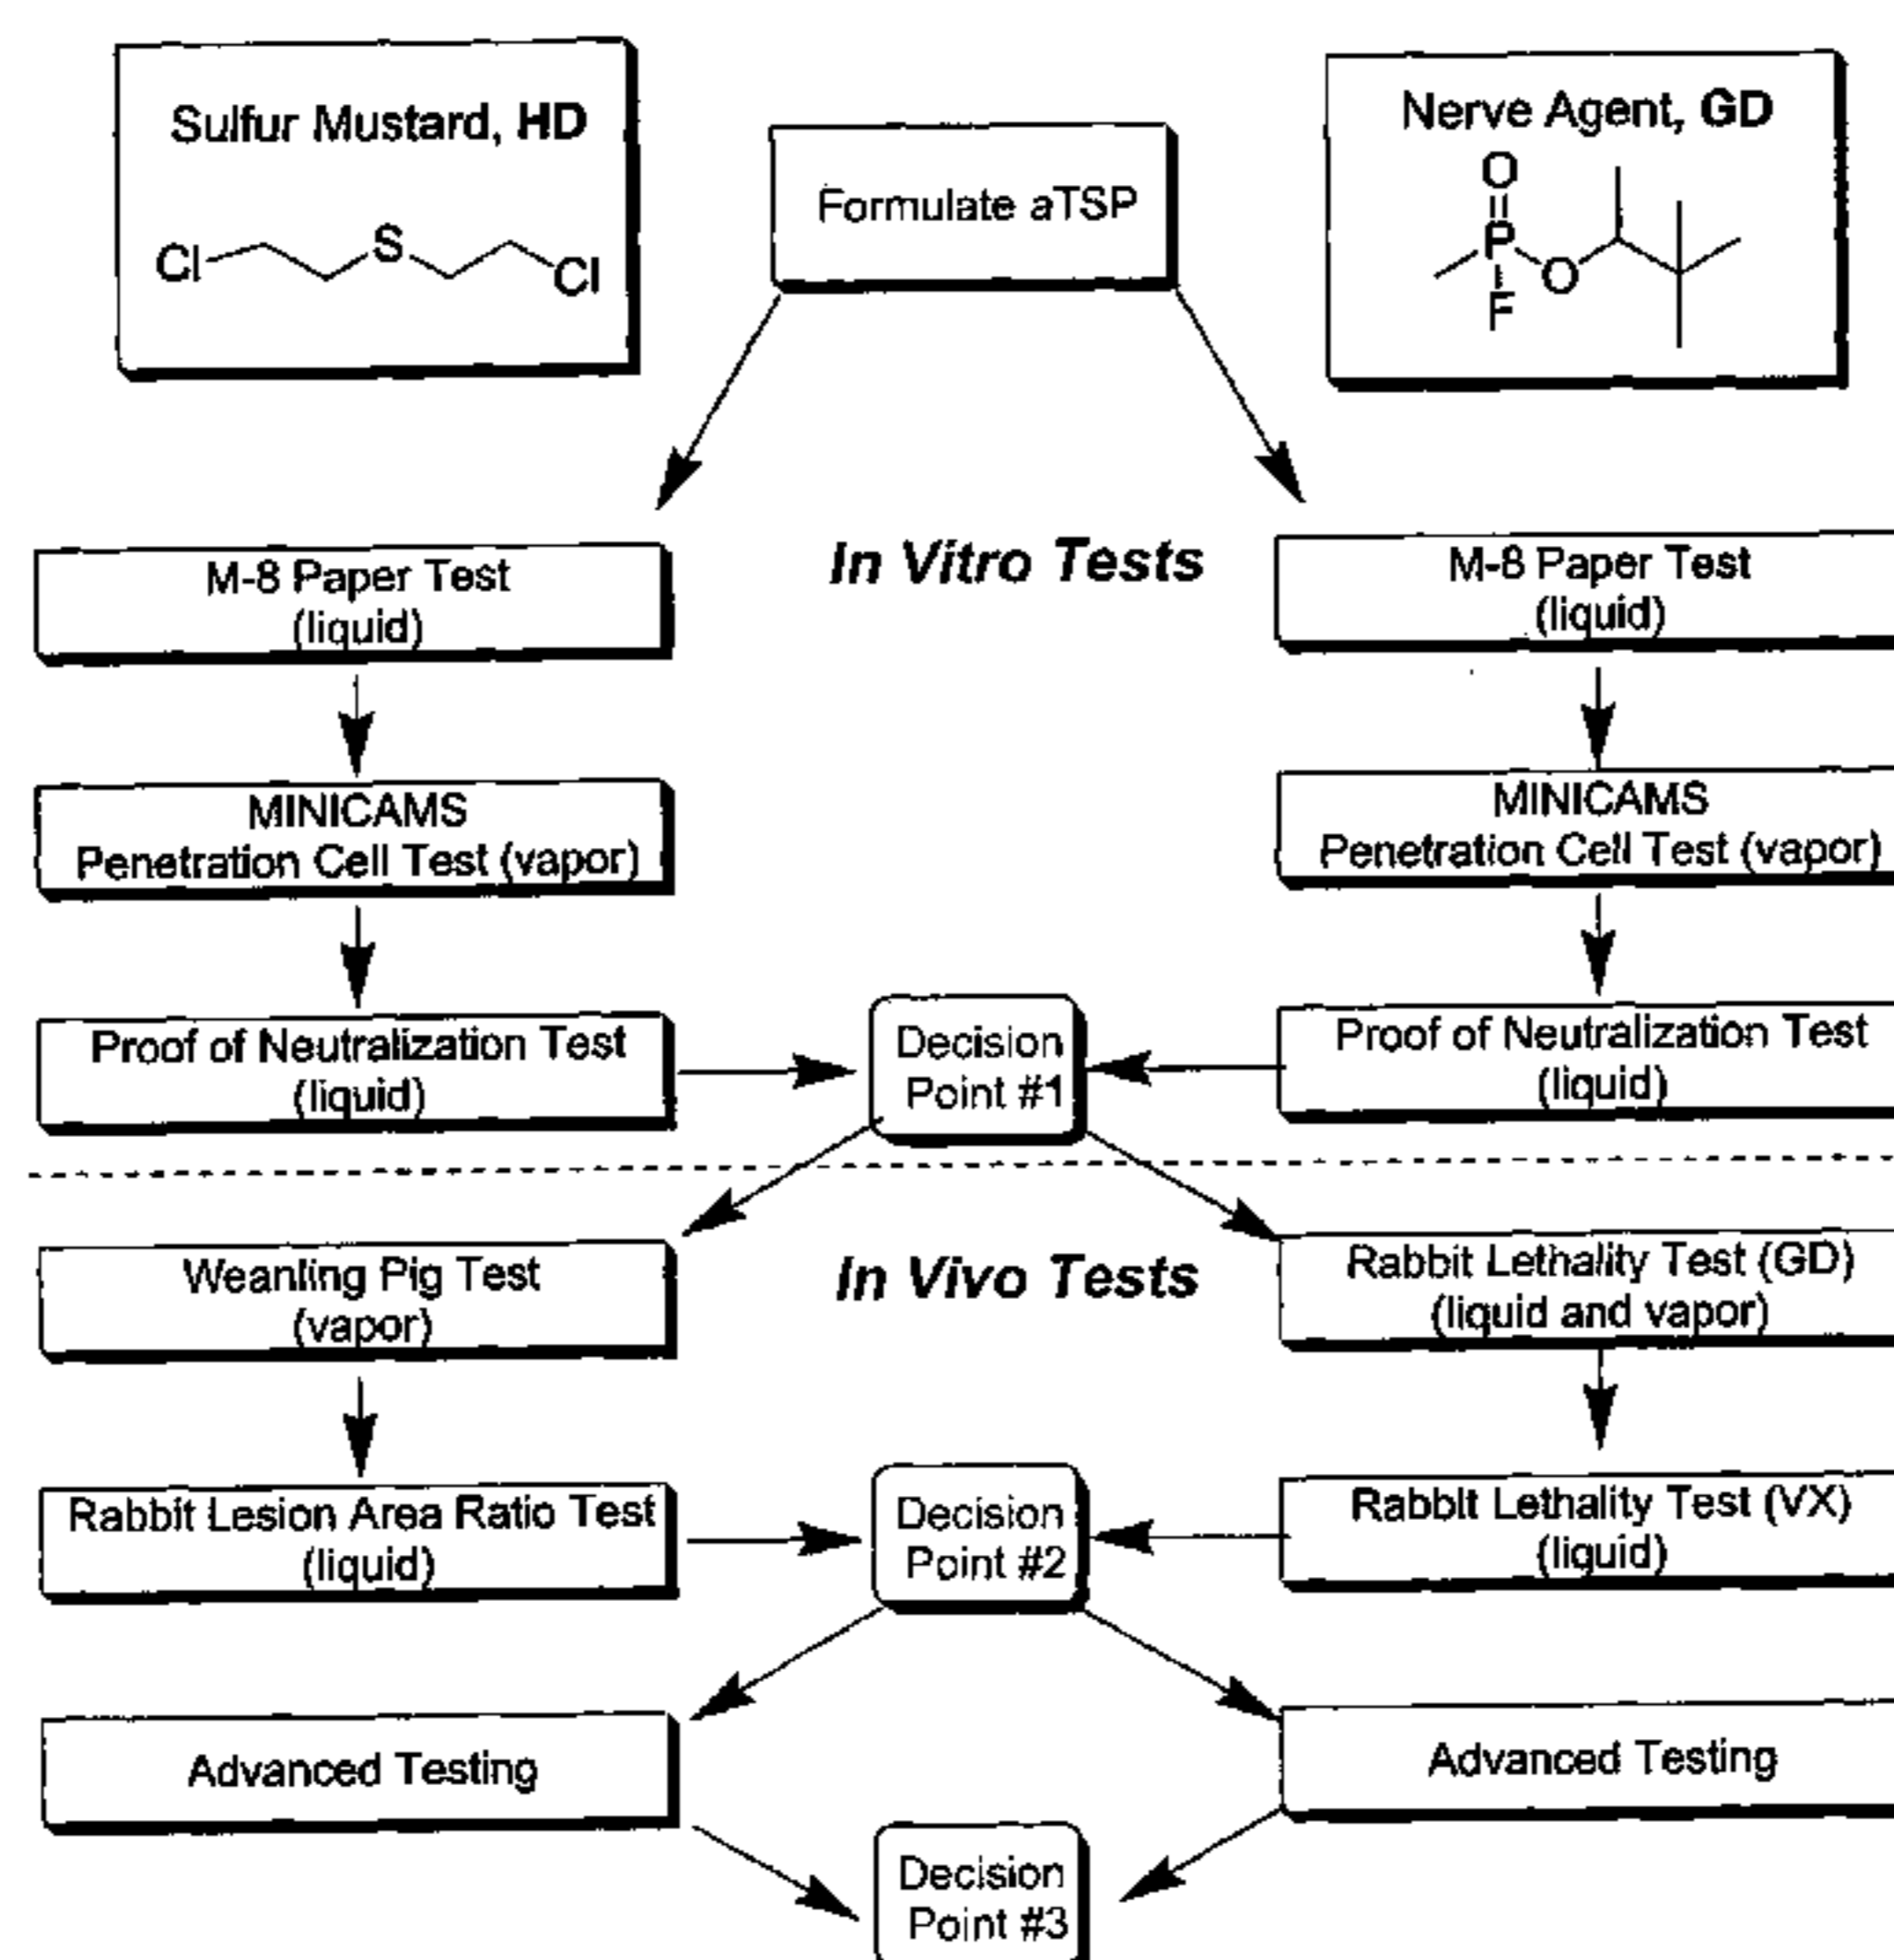 Sulfur Mustard, HD
Cl
S
Cl
Formulate aTSP
Nerve Agent, GD
O
P
O
F
In Vitro Tests
M-8 Paper Test
(liquid)
M-8 Paper Test
(liquid)
MINICAMS
Penetration Cell Test (vapor)
MINICAMS
Penetration Cell Test (vapor)
Proof of Neutralization Test
(liquid)
Decision
Point #1
Proof of Neutralization Test
(liquid)
In Vivo Tests
Weanling Pig Test
(vapor)
Rabbit Lethality Test (GD)
(liquid and vapor)
Rabbit Lesion Area Ratio Test
(liquid)
Decision
Point #2
Rabbit Lethality Test (VX)
(liquid)
Advanced Testing
Advanced Testing
Decision
Point #3